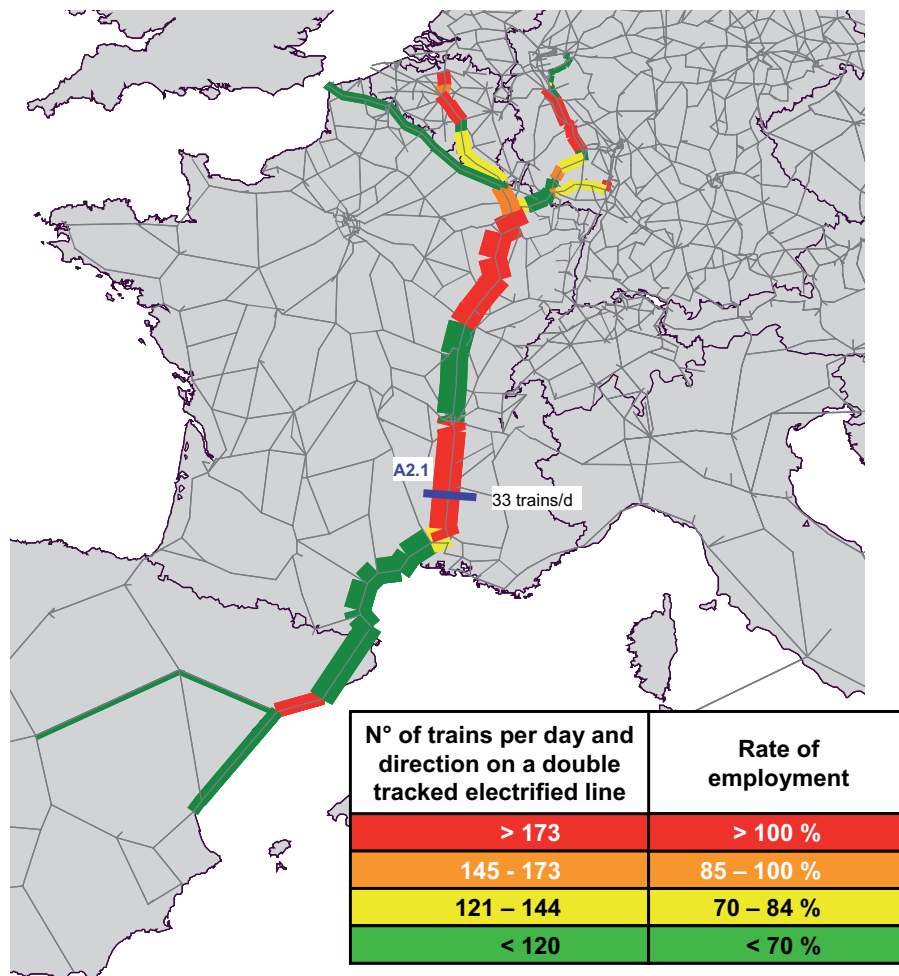 A2.1
33 trains/d
N° of trains per day and
direction on a double
tracked electrified line
Rate of
employment
> 173
> 100 %
145 - 173
85 – 100 %
121 – 144
70 – 84 %
< 120
< 70 %